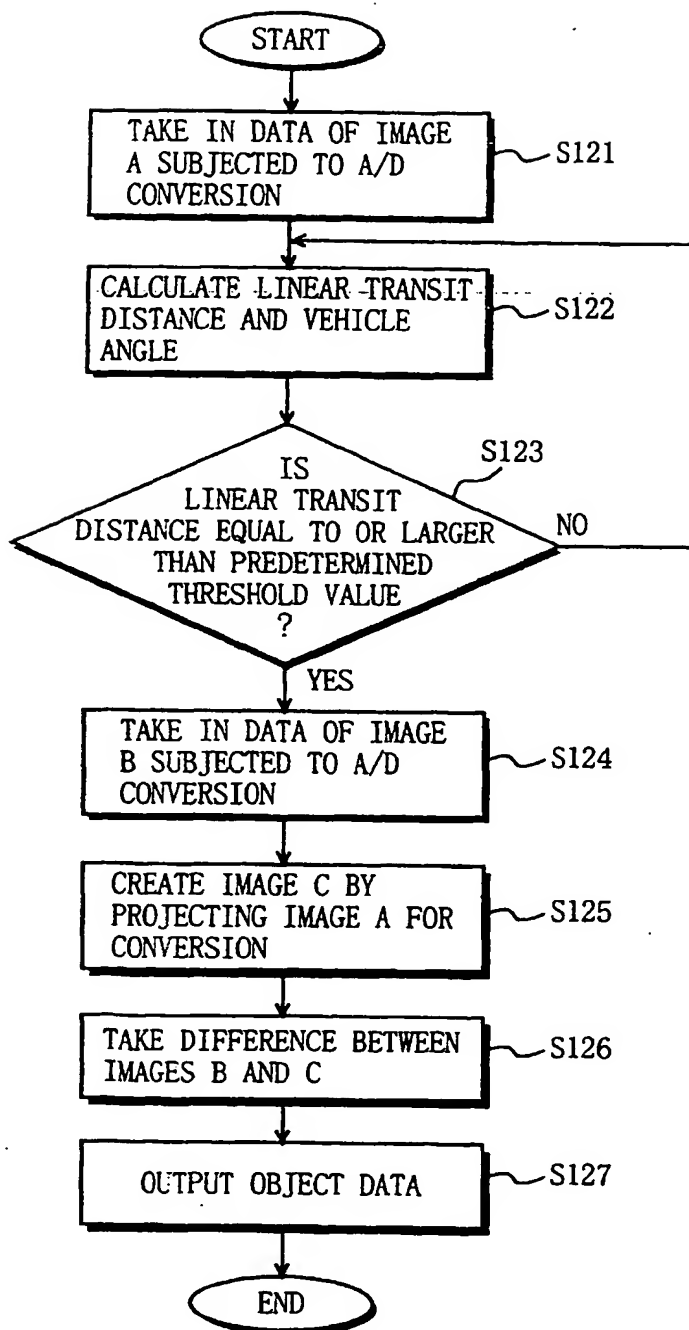 START
TAKE IN DATA OF IMAGE
A SUBJECTED TO A/D
CONVERSION
S121
CALCULATE LINEAR TRANSIT
DISTANCE AND VEHICLE
ANGLE
S122
S123
IS
LINEAR TRANSIT
DISTANCE EQUAL TO OR LARGER
THAN PREDETERMINED
THRESHOLD VALUE
?
NO
YES
TAKE IN DATA OF IMAGE
B SUBJECTED TO A/D
CONVERSION
S124
CREATE IMAGE C BY
PROJECTING IMAGE A FOR
CONVERSION
S125
TAKE DIFFERENCE BETWEEN
IMAGES B AND C
S126
OUTPUT OBJECT DATA
S127
END